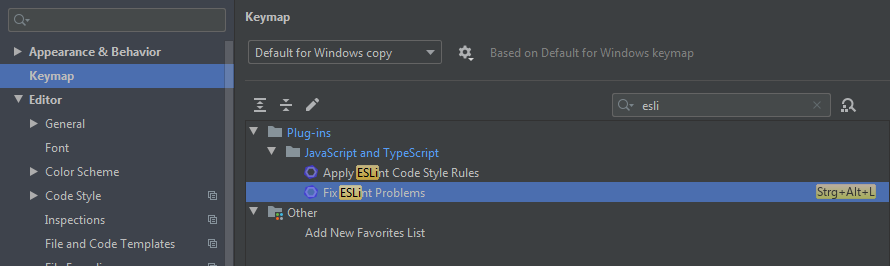 Appearance & Behavior
Keymap
Editor
General
Font
Color Scheme
Code Style
Inspections
File and Code Templates
Keymap
Default for Windows copy
Based on Default for Windows keymap
esli
Plug-ins
JavaScript and TypeScript
Apply ESLint Code Style Rules
Fix ESLint Problems Strg+Alt+L
Other
Add New Favorites List